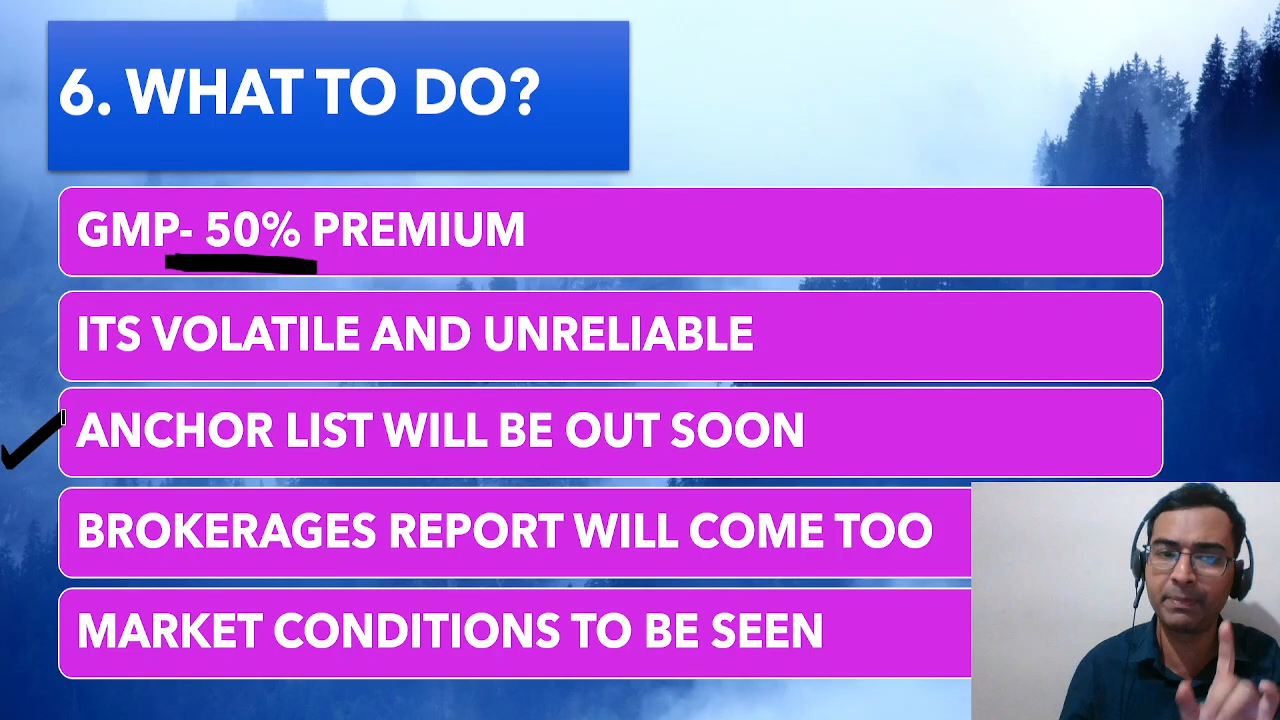 6. WHAT TO DO?
GMP- 50% PREMIUM
ITS VOLATILE AND UNRELIABLE
ANCHOR LIST WILL BE OUT SOON
BROKERAGES REPORT WILL COME TOO
MARKET CONDITIONS TO BE SEEN